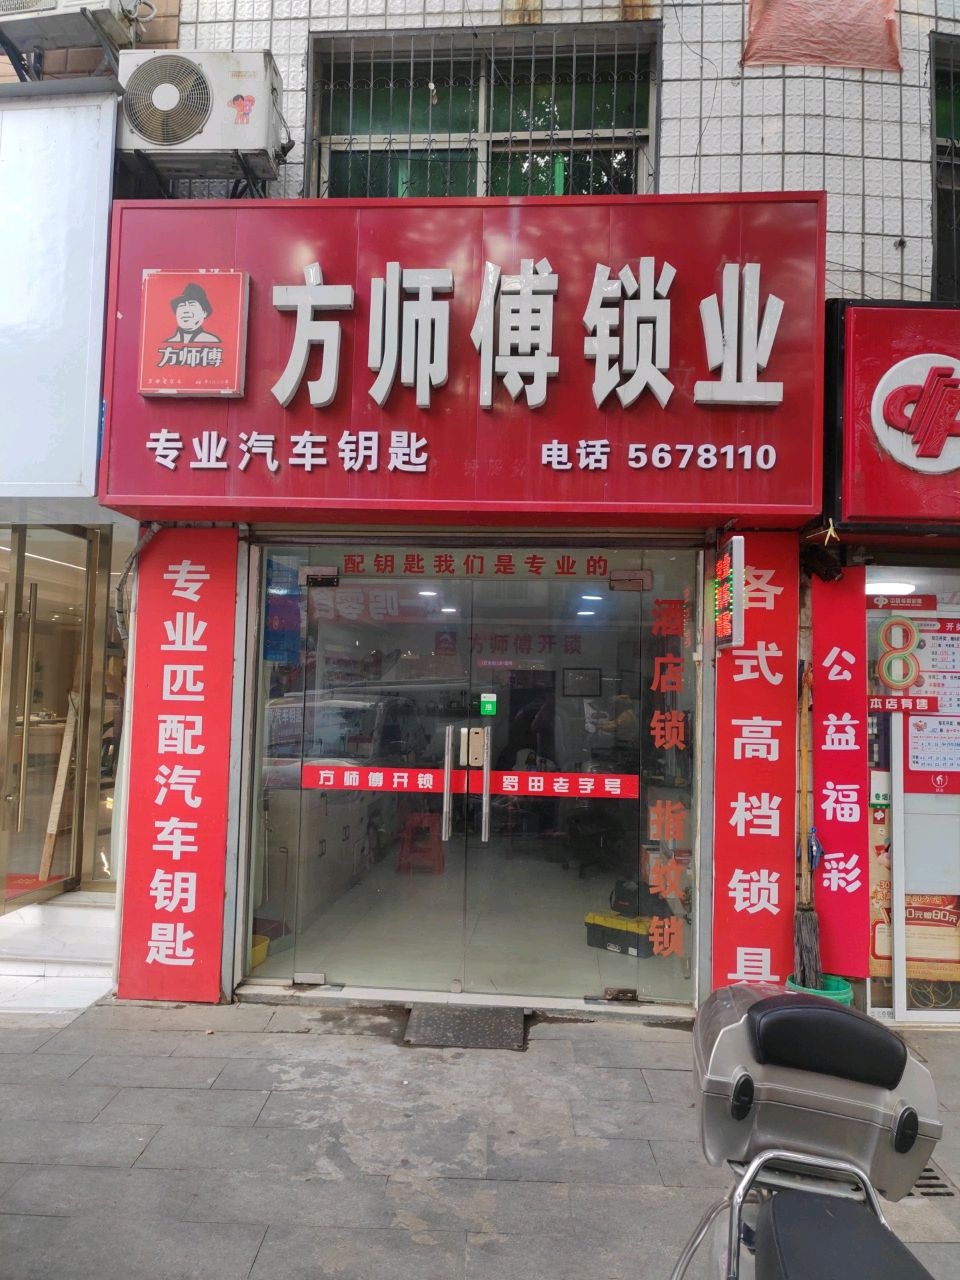 方师傅锁业
方师傅
专业汽车钥匙
电话 5678110
配钥匙我们是专业的
专业匹配汽车钥匙
方师傅开锁
方师傅开锁
罗田老字号
推
酒店锁 指纹锁
各式高档锁具
公益福彩
8
本店有售